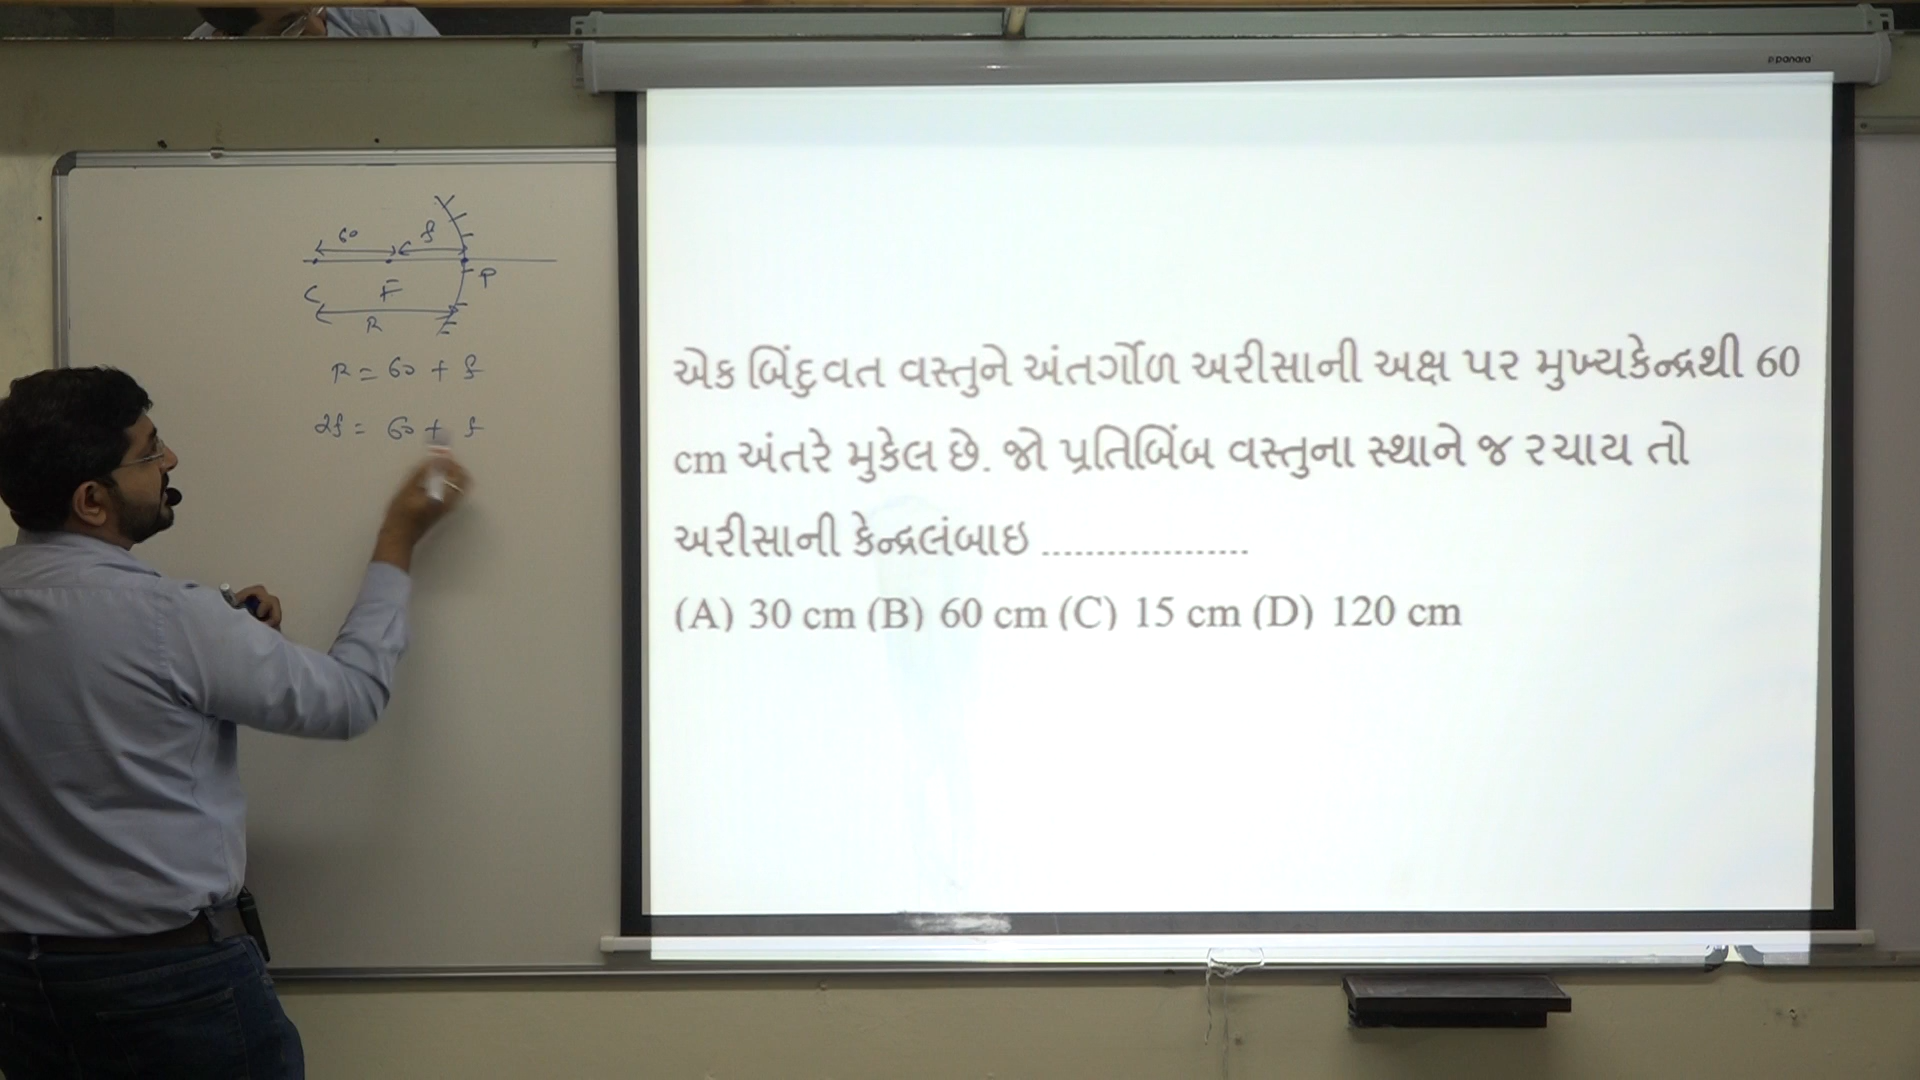 panara
60 f
C F P
R
R = 60 + f
2f = 60 + f
એક બિંદુવત વસ્તુને અંતર્ગોળ અરીસાની અક્ષ પર મુખ્યકેન્દ્રથી 60
cm અંતરે મુકેલ છે. જો પ્રતિબિંબ વસ્તુના સ્થાને જ રચાય તો
અરીસાની કેન્દ્રલંબાઇ ...................
(A) 30 cm (B) 60 cm (C) 15 cm (D) 120 cm